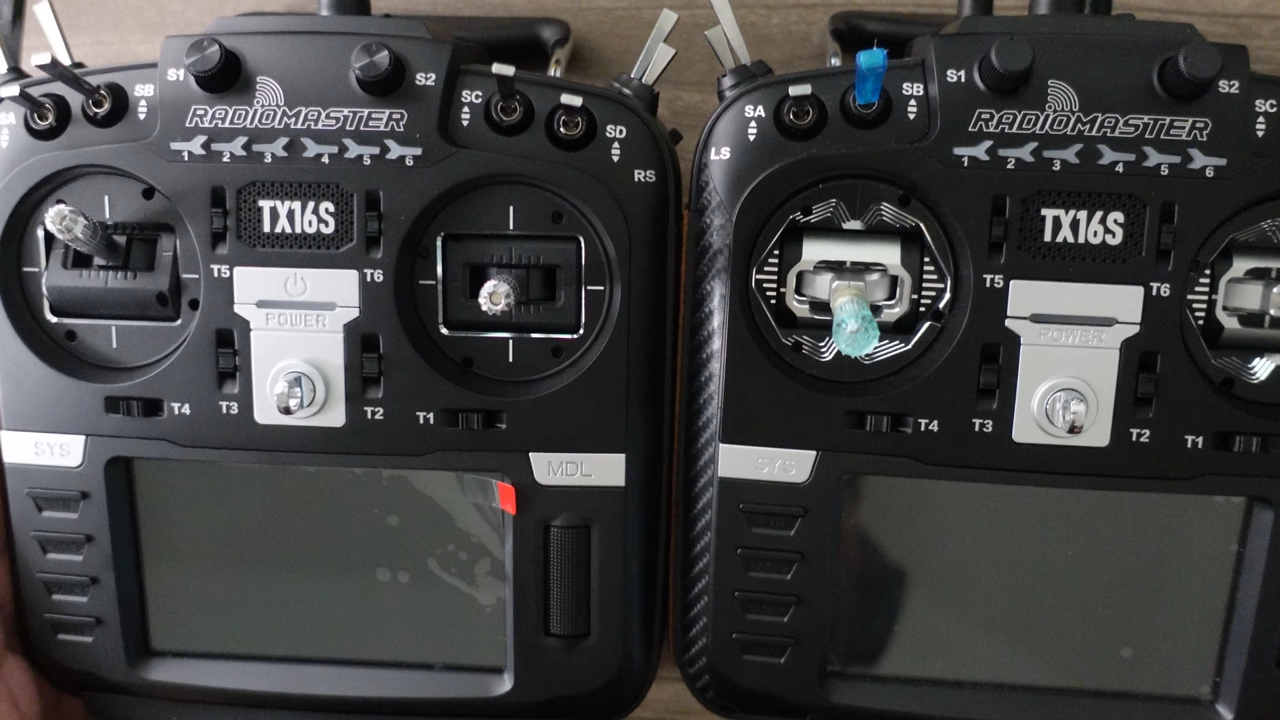 S1
S2
SB
SA
SC
SD
RADIOMASTER
1 2 3 4 5 6
RS
TX16S
T5
T6
POWER
T4
T3
T2
T1
SYS
MDL
S1
S2
SA
SB
SC
LS
RADIOMASTER
1 2 3 4 5 6
TX16S
T5
T6
POWER
T4
T3
T2
T1
SYS